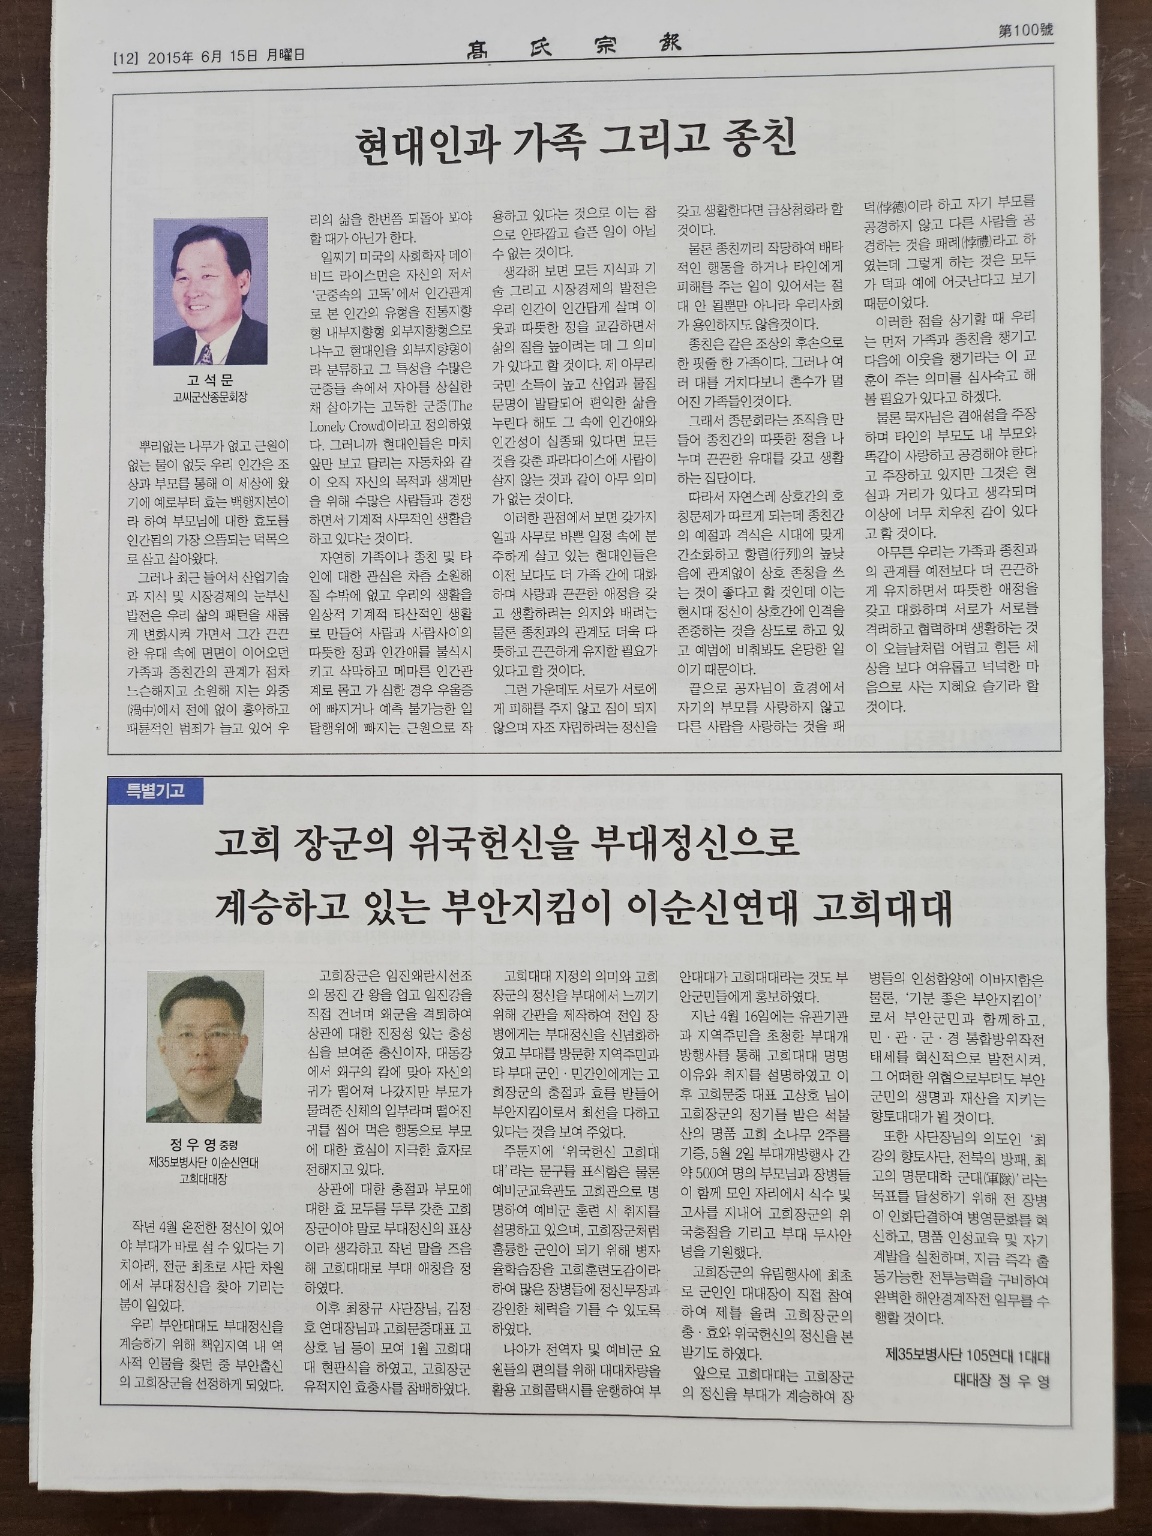 [12] 2015年 6月 15日 月曜日
高 氏 宗 報
第100號
현대인과 가족 그리고 종친
고 석 문
고씨군산종문회장
뿌리없는 나무가 없고 근원이
없는 물이 없듯 우리 인간은 조
상과 부모를 통해 이 세상에 왔
기에 예로부터 효는 백행지본이
라 하여 부모님에 대한 효도를
인간됨의 가장 으뜸되는 덕목으
로 삼고 살아왔다.
그러나 최근 들어서 산업기술
과 지식 및 시장경제의 눈부신
발전은 우리 삶의 패턴을 새롭
게 변화시켜 가면서 그간 끈끈
한 유대 속에 면면이 이어오던
가족과 종친간의 관계가 점차
느슨해지고 소원해 지는 와중
(渦中)에서 전에 없이 흉악하고
패륜적인 범죄가 늘고 있어 우
리의 삶을 한번쯤 되돌아 봐야
할 때가 아닌가 한다.
일찌기 미국의 사회학자 데이
비드 라이스먼은 자신의 저서
'군중속의 고독'에서 인간관계
로 본 인간의 유형을 전통지향
형 내부지향형 외부지향형으로
나누고 현대인을 외부지향형이
라 분류하고 그 특성을 수많은
군중들 속에서 자아를 상실한
채 살아가는 고독한 군중(The
Lonely Crowd)이라고 정의하였
다. 그러니까 현대인들은 마치
앞만 보고 달리는 자동차와 같
이 오직 자신의 목적과 생계만
을 위해 수많은 사람들과 경쟁
하면서 기계적 사무적인 생활을
하고 있다는 것이다.
자연히 가족이나 종친 및 타
인에 대한 관심은 차츰 소원해
질 수밖에 없고 우리의 생활을
일상적 기계적 타산적인 생활
로 만들어 사람과 사람사이의
따뜻한 정과 인간애를 불식시
키고 삭막하고 메마른 인간관
계로 몰고 가 심한 경우 우울증
에 빠지거나 예측 불가능한 일
탈행위에 빠지는 근원으로 작
용하고 있다는 것으로 이는 참
으로 안타깝고 슬픈 일이 아닐
수 없는 것이다.
생각해 보면 모든 지식과 기
술 그리고 시장경제의 발전은
우리 인간이 인간답게 살며 이
웃과 따뜻한 정을 교감하면서
삶의 질을 높이려는 데 그 의미
가 있다고 할 것이다. 제 아무리
국민 소득이 높고 산업과 물질
문명이 발달되어 편익한 삶을
누린다 해도 그 속에 인간애와
인간성이 실종돼 있다면 모든
것을 갖춘 파라다이스에 사람이
살지 않는 것과 같이 아무 의미
가 없는 것이다.
이러한 관점에서 보면 갖가지
일과 사무로 바쁜 일정 속에 분
주하게 살고 있는 현대인들은
이전 보다도 더 가족 간에 대화
하며 사랑과 끈끈한 애정을 갖
고 생활하려는 의지와 배려는
물론 종친과의 관계도 더욱 다
뜻하고 끈끈하게 유지할 필요가
있다고 할 것이다.
그런 가운데도 서로가 서로에
게 피해를 주지 않고 짐이 되지
않으며 자조 자립하려는 정신을
갖고 생활한다면 금상첨화라 할
것이다.
물론 종친끼리 작당하여 배타
적인 행동을 하거나 타인에게
피해를 주는 일이 있어서는 절
대 안 될뿐만 아니라 우리사회
가 용인하지도 않을것이다.
종친은 같은 조상의 후손으로
한 핏줄 한 가족이다. 그러나 여
러 대를 거치다보니 촌수가 멀
어진 가족들인것이다.
그래서 종문회라는 조직을 만
들어 종친간의 따뜻한 정을 나
누며 끈끈한 유대를 갖고 생활
하는 집단이다.
따라서 자연스레 상호간의 호
칭문제가 따르게 되는데 종친간
의 예절과 격식은 시대에 맞게
간소화하고 항렬(行列)의 높낮
음에 관계없이 상호 존칭을 쓰
는 것이 좋다고 할 것인데 이는
현시대 정신이 상호간에 인격을
존중하는 것을 상도로 하고 있
고 예법에 비춰봐도 온당한 일
이기 때문이다.
끝으로 공자님이 효경에서
자기의 부모를 사랑하지 않고
다른 사람을 사랑하는 것을 패
덕(悖德)이라 하고 자기 부모를
공경하지 않고 다른 사람을 공
경하는 것을 패례(悖禮)라고 하
였는데 그렇게 하는 것은 모두
가 덕과 예에 어긋난다고 보기
때문이었다.
이러한 점을 상기할 때 우리
는 먼저 가족과 종친을 챙기고
다음에 이웃을 챙기라는 이 교
훈이 주는 의미를 심사숙고 해
볼 필요가 있다고 하겠다.
물론 묵자님은 겸애설을 주장
하며 타인의 부모도 내 부모와
똑같이 사랑하고 공경해야 한다
고 주장하고 있지만 그것은 현
실과 거리가 있다고 생각되며
이상에 너무 치우친 감이 있다
고 할 것이다.
아무튼 우리는 가족과 종친과
의 관계를 예전보다 더 끈끈하
게 유지하면서 따뜻한 애정을
갖고 대화하며 서로가 서로를
격려하고 협력하며 생활하는 것
이 오늘날처럼 어렵고 힘든 세
상을 보다 여유롭고 넉넉한 마
음으로 사는 지혜요 슬기라 할
것이다.
특별기고
고희 장군의 위국헌신을 부대정신으로
계승하고 있는 부안지킴이 이순신연대 고희대대
정 우 영 중령
제35보병사단 이순신연대
고희대대장
작년 4월 온전한 정신이 있어
야 부대가 바로 설 수 있다는 기
치아래, 전군 최초로 사단 차원
에서 부대정신을 찾아 기리는
붐이 일었다.
우리 부안대대도 부대정신을
계승하기 위해 책임지역 내 역
사적 인물을 찾던 중 부안출신
의 고희장군을 선정하게 되었다.
고희장군은 임진왜란시선조
의 몽진 간 왕을 업고 임진강을
직접 건너며 왜군을 격퇴하여
상관에 대한 진정성 있는 충성
심을 보여준 충신이자, 대동강
에서 왜구의 칼에 맞아 자신의
귀가 떨어져 나갔지만 부모가
물려준 신체의 일부라며 떨어진
귀를 씹어 먹은 행동으로 부모
에 대한 효심이 지극한 효자로
전해지고 있다.
상관에 대한 충절과 부모에
대한 효 모두를 두루 갖춘 고희
장군이야 말로 부대정신의 표상
이라 생각하고 작년 말을 즈음
해 고희대대로 부대 애칭을 정
하였다.
이후 최창규 사단장님, 김정
호 연대장님과 고희문중대표 고
상호 님 등이 모여 1월 고희대
대 현판식을 하였고, 고희장군
유적지인 효충사를 참배하였다.
고희대대 지정의 의미와 고희
장군의 정신을 부대에서 느끼기
위해 간판을 제작하여 전입 장
병에게는 부대정신을 신념화하
였고 부대를 방문한 지역주민과
타 부대 군인·민간인에게는 고
희장군의 충절과 효를 받들어
부안지킴이로서 최선을 다하고
있다는 것을 보여 주었다.
주둔지에 '위국헌신 고희대
대'라는 문구를 표식함은 물론
예비군교육관도 고희관으로 명
명하여 예비군 훈련 시 취지를
설명하고 있으며, 고희장군처럼
훌륭한 군인이 되기 위해 병자
율학습장을 고희훈련도감이라
하여 많은 장병들에 정신무장과
강인한 체력을 기를 수 있도록
하였다.
나아가 전역자 및 예비군 요
원들의 편의를 위해 대대차량을
활용 고희콜택시를 운행하여 부
안대대가 고희대대라는 것도 부
안군민들에게 홍보하였다.
지난 4월 16일에는 유관기관
과 지역주민을 초청한 부대개
방행사를 통해 고희대대 명명
이유와 취지를 설명하였고 이
후 고희문중 대표 고상호 님이
고희장군의 정기를 받은 석불
산의 명품 고희 소나무 2주를
기증, 5월 2일 부대개방행사 간
약 500여 명의 부모님과 장병들
이 함께 모인 자리에서 식수 및
고사를 지내어 고희장군의 위
국충절을 기리고 부대 무사안
녕을 기원했다.
고희장군의 유림행사에 최초
로 군인인 대대장이 직접 참여
하여 제를 올려 고희장군의
충·효와 위국헌신의 정신을 본
받기도 하였다.
앞으로 고희대대는 고희장군
의 정신을 부대가 계승하여 장
병들의 인성함양에 이바지함은
물론, '기분 좋은 부안지킴이'
로서 부안군민과 함께하고,
민·관·군·경 통합방위작전
태세를 혁신적으로 발전시켜,
그 어떠한 위협으로부터도 부안
군민의 생명과 재산을 지키는
향토대대가 될 것이다.
또한 사단장님의 의도인 '최
강의 향도사단, 전북의 방패, 최
고의 명문대학 군대(軍隊)'라는
목표를 달성하기 위해 전 장병
이 인화단결하여 병영문화를 혁
신하고, 명품 인성교육 및 자기
계발을 실천하며, 지금 즉각 출
동가능한 전투능력을 구비하여
완벽한 해안경계작전 임무를 수
행할 것이다.
제35보병사단 105연대 1대대
대대장 정 우 영